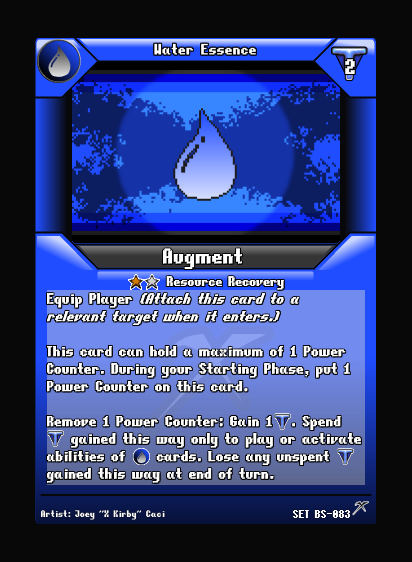 Water Essence
2
Augment
Resource Recovery
Equip Player (Attach this card to a
relevant target when it enters.)
This card can hold a maximum of 1 Power
Counter. During your Starting Phase, put 1
Power Counter on this card.
Remove 1 Power Counter: Gain 1. Spend
gained this way only to play or activate
abilities of cards. Lose any unspent
gained this way at end of turn.
Artist: Joey "X Kirby" Caci
SET BS-083